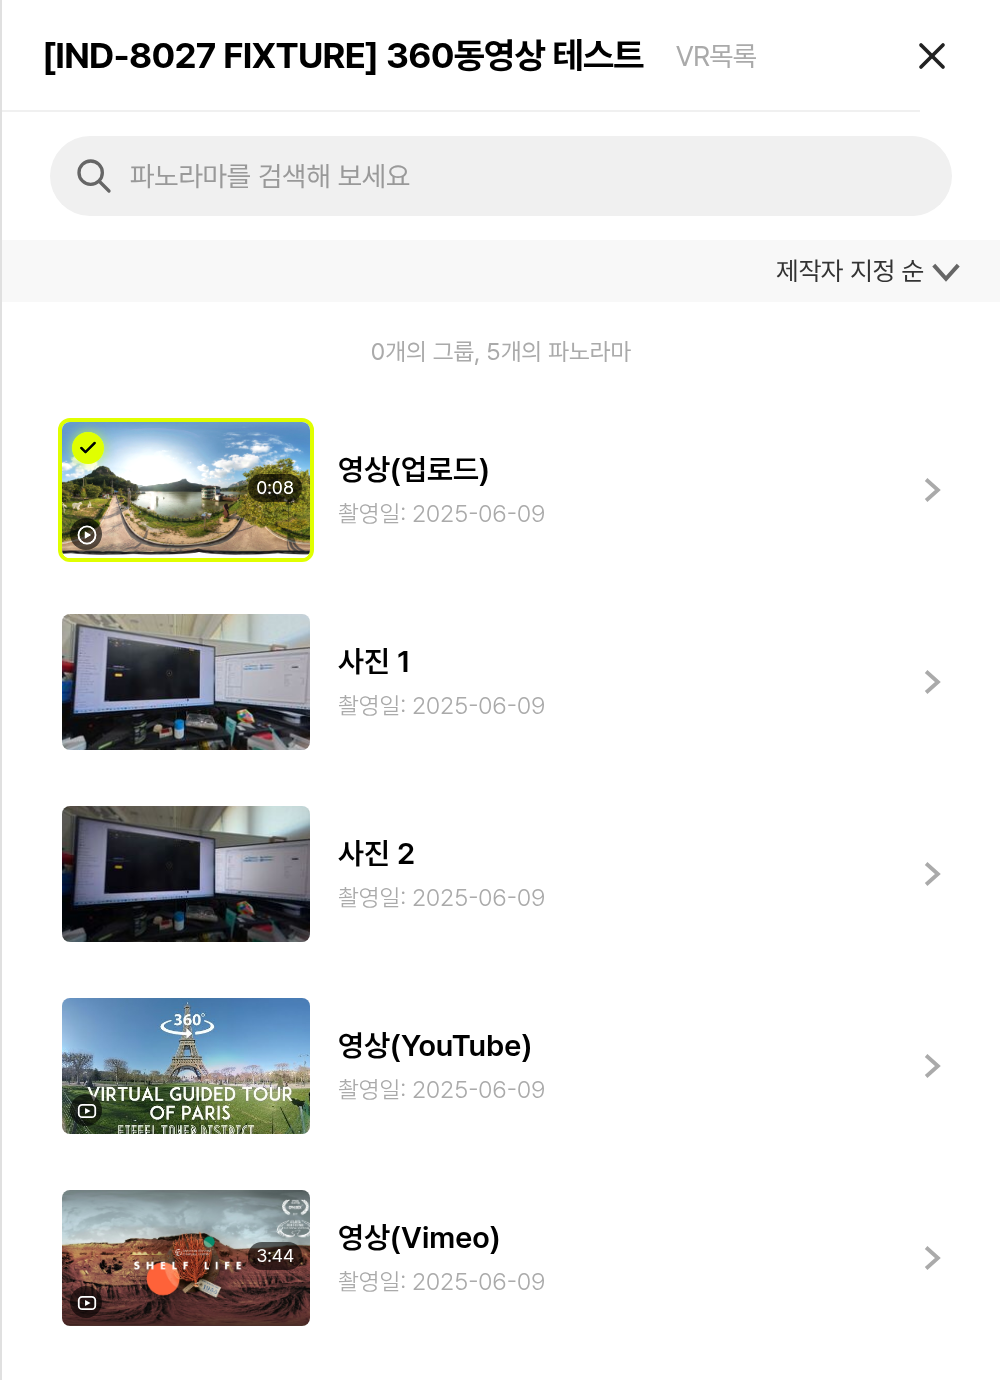 [IND-8027 FIXTURE] 360동영상 테스트 VR목록
파노라마를 검색해 보세요
제작자 지정 순
0개의 그룹, 5개의 파노라마
0:08
영상(업로드)
촬영일: 2025-06-09
사진 1
촬영일: 2025-06-09
사진 2
촬영일: 2025-06-09
360°
VIRTUAL GUIDED TOUR
OF PARIS
EIFFEL TOWER DISTRICT
영상(YouTube)
촬영일: 2025-06-09
SHELF LIFE
3:44
영상(Vimeo)
촬영일: 2025-06-09